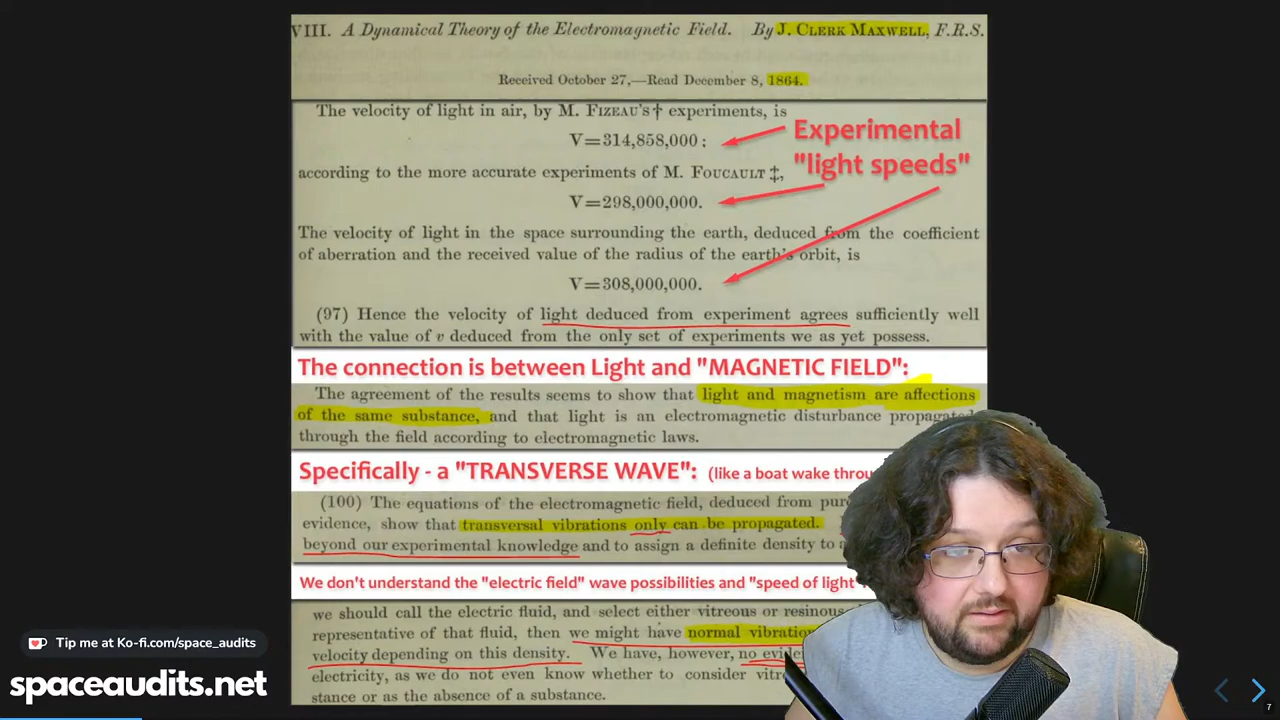 VIII. A Dynamical Theory of the Electromagnetic Field. By J. CLERK MAXWELL, F.R.S.
Received October 27,—Read December 8, 1864.
The velocity of light in air, by M. FIZEAU'S † experiments, is
V=314,858,000;
according to the more accurate experiments of M. FOUCAULT ‡,
V=298,000,000.
The velocity of light in the space surrounding the earth, deduced from the coefficient
of aberration and the received value of the radius of the earth's orbit, is
V=308,000,000.
Experimental
"light speeds"
(97) Hence the velocity of light deduced from experiment agrees sufficiently well
with the value of v deduced from the only set of experiments we as yet possess.
The connection is between Light and "MAGNETIC FIELD":
The agreement of the results seems to show that light and magnetism are affections
of the same substance, and that light is an electromagnetic disturbance propagated
through the field according to electromagnetic laws.
Specifically - a "TRANSVERSE WAVE": (like a boat wake
(100) The equations of the electromagnetic field, deduced from
evidence, show that transversal vibrations only can be propagated.
beyond our experimental knowledge and to assign a definite density to
We don't understand the "electric field" wave possibilities and "speed of light"
we should call the electric fluid, and select either vitreous or resinous
representative of that fluid, then we might have normal
velocity depending on this density. We have, however, no
electricity, as we do not even know whether to consider
stance or as the absence of a substance.
Tip me at Ko-fi.com/space_audits
spaceaudits.net
7